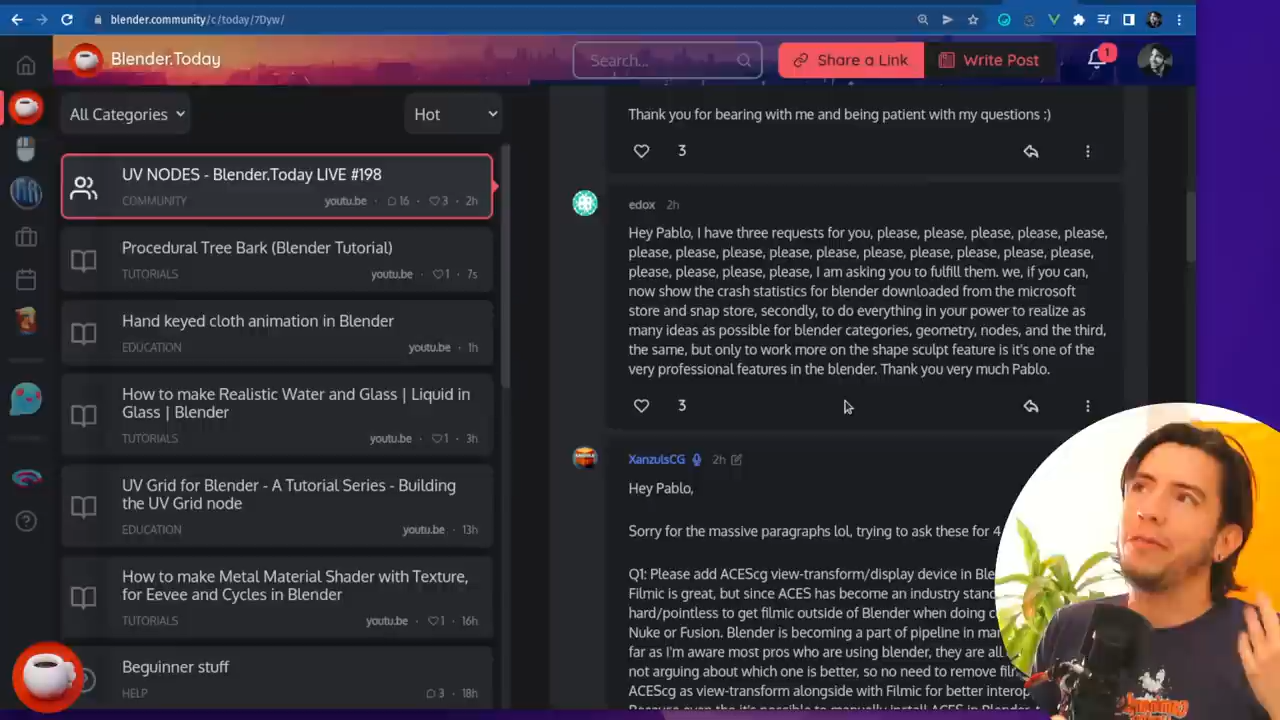 blender.community/c/today/7Dyw/
Blender.Today
Search...
Share a Link
Write Post
1
All Categories
Hot
UV NODES - Blender.Today LIVE #198
COMMUNITY
youtu.be · 16 · 3 · 2h
Procedural Tree Bark (Blender Tutorial)
TUTORIALS
youtu.be · 1 · 7s
Hand keyed cloth animation in Blender
EDUCATION
youtu.be · 1h
How to make Realistic Water and Glass | Liquid in
Glass | Blender
TUTORIALS
youtu.be · 1 · 3h
UV Grid for Blender - A Tutorial Series - Building
the UV Grid node
EDUCATION
youtu.be · 13h
How to make Metal Material Shader with Texture,
for Eevee and Cycles in Blender
TUTORIALS
youtu.be · 1 · 16h
Beguinner stuff
HELP
3 · 18h
Thank you for bearing with me and being patient with my questions :)
3
edox 2h
Hey Pablo, I have three requests for you, please, please, please, please, please,
please, please, please, please, please, please, please, please, please, please,
please, please, please, please, I am asking you to fulfill them. we, if you can,
now show the crash statistics for blender downloaded from the microsoft
store and snap store, secondly, to do everything in your power to realize as
many ideas as possible for blender categories, geometry, nodes, and the third,
the same, but only to work more on the shape sculpt feature is it's one of the
very professional features in the blender. Thank you very much Pablo.
3
XanzulsCG 2h
Hey Pablo,
Sorry for the massive paragraphs lol, trying to ask these for 4
Q1: Please add ACEScg view-transform/display device in Ble
Filmic is great, but since ACES has become an industry stan
hard/pointless to get filmic outside of Blender when doing c
Nuke or Fusion. Blender is becoming a part of pipeline in ma
far as I'm aware most pros who are using blender, they are all
not arguing about which one is better, so no need to remove fil
ACEScg as view-transform alongside with Filmic for better interop